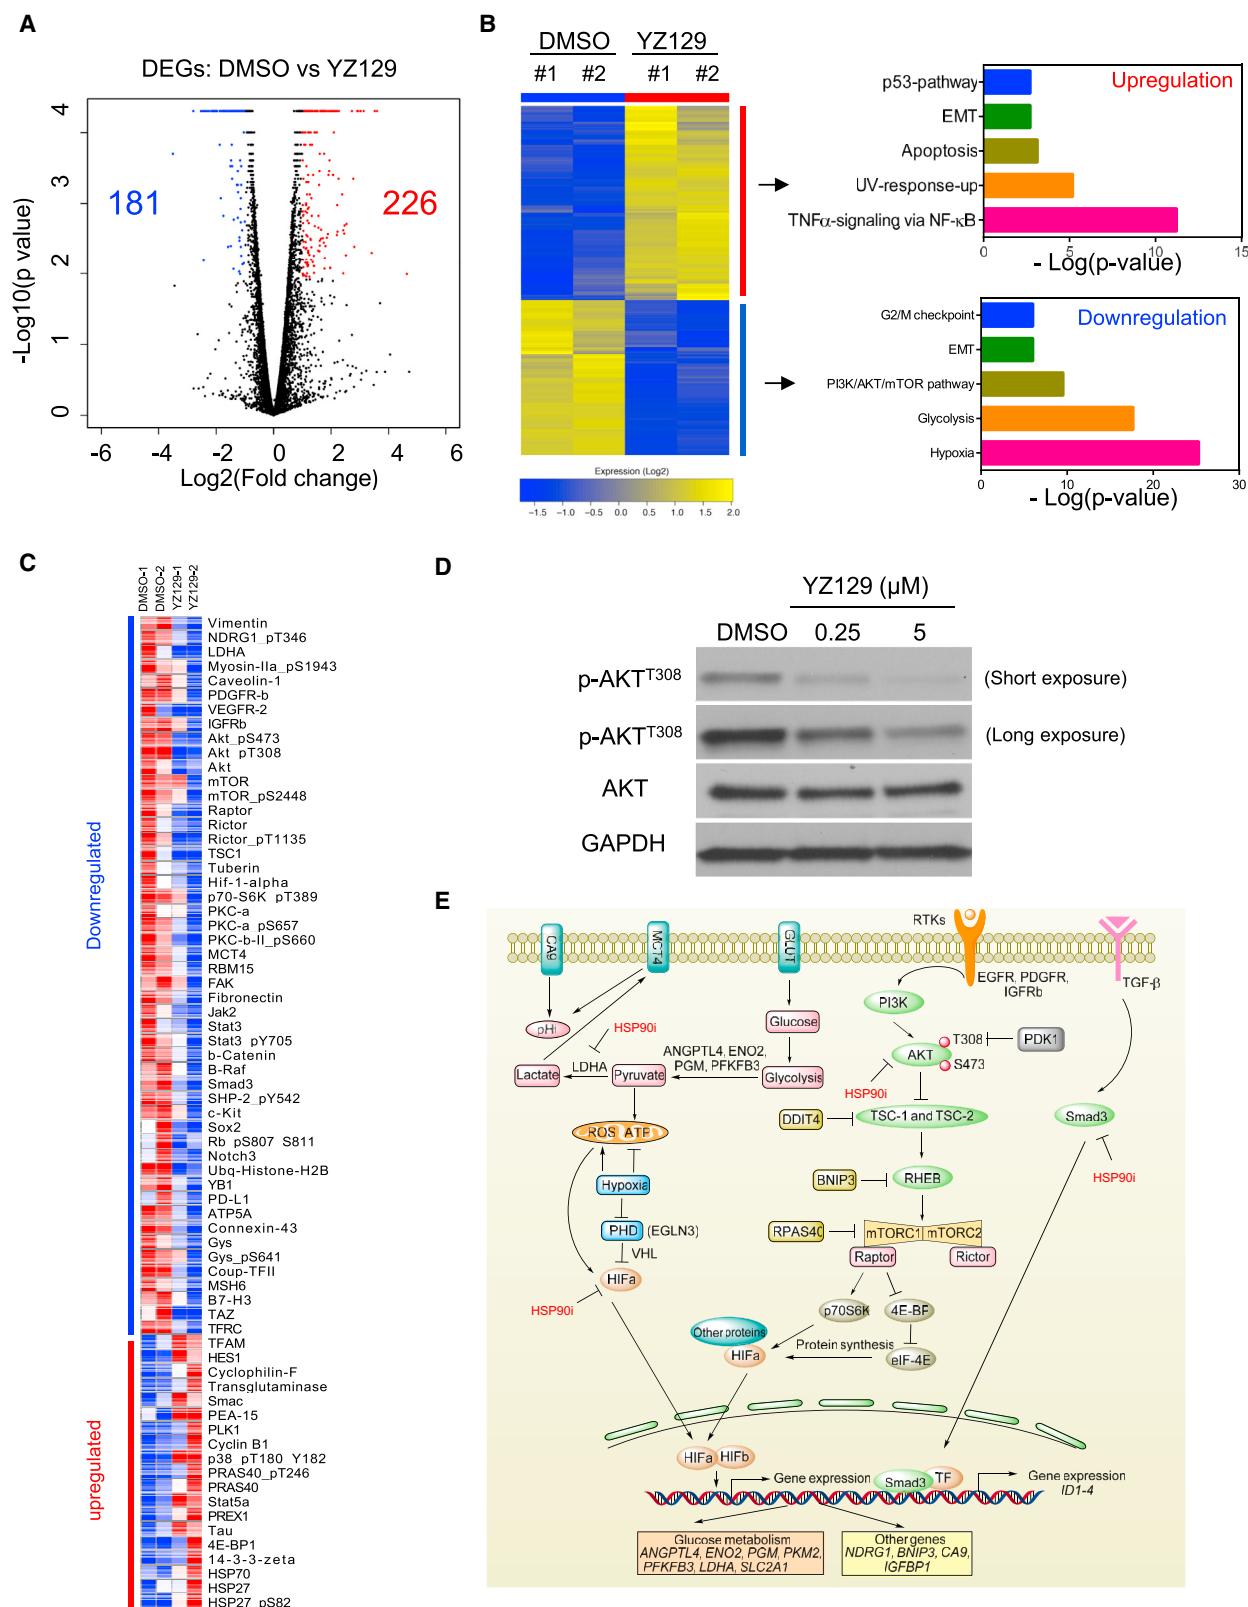 A
DEGs: DMSO vs YZ129
4
3
2
1
0
-Log10(p value)
181
226
-6
-4
-2
0
2
4
6
Log2(Fold change)
B
DMSO
YZ129
#1
#2
#1
#2
Expression (Log2)
−1.5
−1.0
−0.5
0.0
0.5
1.0
1.5
2.0
Upregulation
p53-pathway
EMT
Apoptosis
UV-response-up
TNFα-signaling via NF-κB
0
5
10
15
- Log(p-value)
Downregulation
G2/M checkpoint
EMT
PI3K/AKT/mTOR pathway
Glycolysis
Hypoxia
0
10
20
30
- Log(p-value)
C
DMSO-1
DMSO-2
YZ129-1
YZ129-2
Downregulated
Vimentin
NDRG1_pT346
LDHA
Myosin-IIa_pS1943
Caveolin-1
PDGFR-b
VEGFR-2
IGFRb
Akt_pS473
Akt_pT308
Akt
mTOR
mTOR_pS2448
Raptor
Rictor
Rictor_pT1135
TSC1
Tuberin
Hif-1-alpha
p70-S6K_pT389
PKC-a
PKC-a_pS657
PKC-b-II_pS660
MCT4
RBM15
FAK
Fibronectin
Jak2
Stat3
Stat3_pY705
b-Catenin
B-Raf
Smad3
SHP-2_pY542
c-Kit
Sox2
Rb_pS807_S811
Notch3
Ubq-Histone-H2B
YB1
PD-L1
ATP5A
Connexin-43
Gys
Gys_pS641
Coup-TFII
MSH6
B7-H3
TAZ
TFRC
upregulated
TFAM
HES1
Cyclophilin-F
Transglutaminase
Smac
PEA-15
PLK1
Cyclin B1
p38_pT180_Y182
PRAS40_pT246
PRAS40
Stat5a
PREX1
Tau
4E-BP1
14-3-3-zeta
HSP70
HSP27
HSP27_pS82
D
YZ129 (μM)
DMSO
0.25
5
p-AKT^T308
(Short exposure)
p-AKT^T308
(Long exposure)
AKT
GAPDH
E
CA9
MCT4
GLUT
RTKs
EGFR, PDGFR,
IGFRb
TGF-β
PI3K
pHi
HSP90i
Glucose
AKT
T308
S473
PDK1
Lactate
LDHA
Pyruvate
ANGPTL4, ENO2,
PGM, PFKFB3
Glycolysis
HSP90i
DDIT4
TSC-1 and TSC-2
Smad3
HSP90i
ROS ATP
BNIP3
RHEB
Hypoxia
PHD
(EGLN3)
VHL
RPAS40
mTORC1
mTORC2
Raptor
Rictor
HIFa
HSP90i
p70S6K
4E-BP
Other proteins
HIFa
Protein synthesis
eIF-4E
HIFa
HIFb
Gene expression
Smad3
TF
Gene expression
ID1-4
Glucose metabolism
ANGPTL4, ENO2, PGM, PKM2,
PFKFB3, LDHA, SLC2A1
Other genes
NDRG1, BNIP3, CA9,
IGFBP1